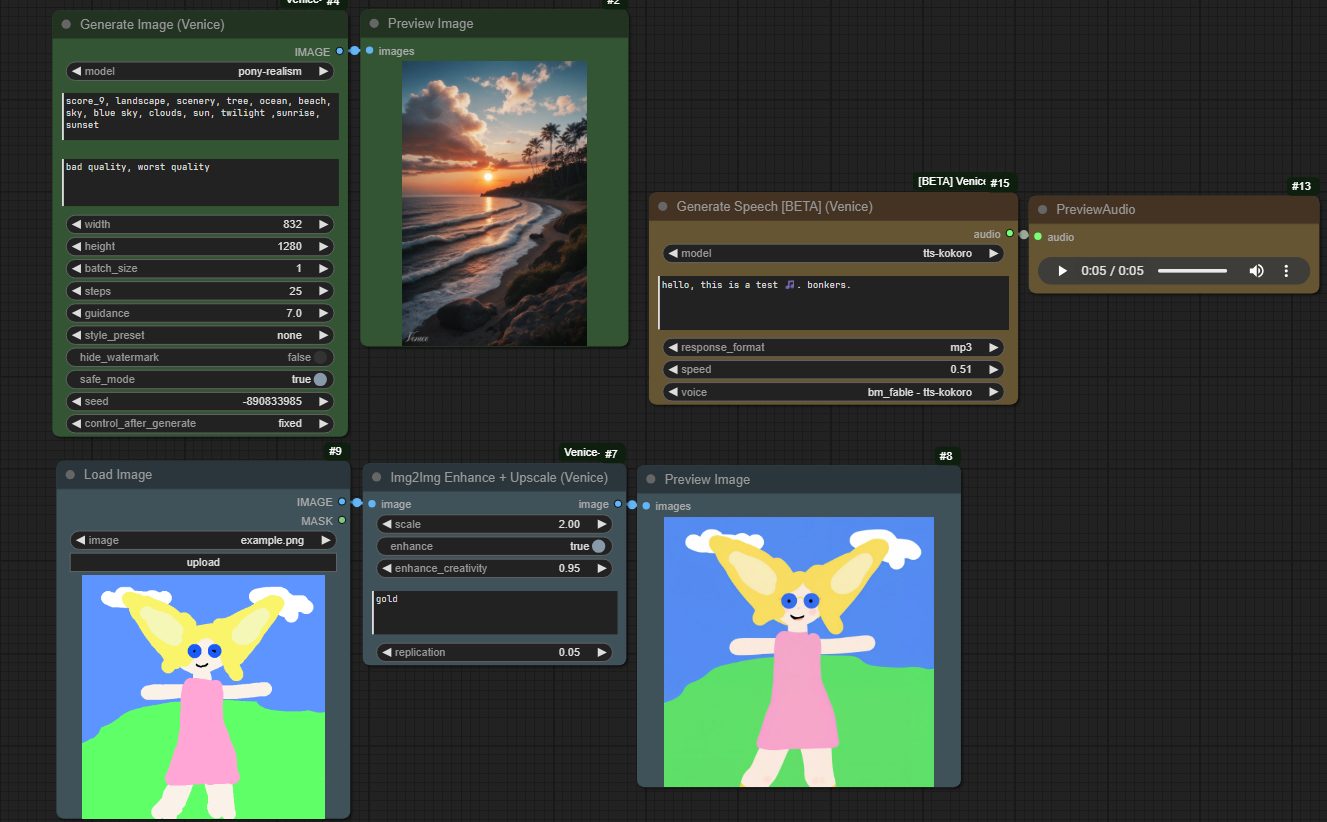 Venice- #4
#2
Generate Image (Venice)
Preview Image
IMAGE
images
model pony-realism
score_9, landscape, scenery, tree, ocean, beach,
sky, blue sky, clouds, sun, twilight ,sunrise,
sunset
bad quality, worst quality
width 832
height 1280
batch_size 1
steps 25
guidance 7.0
style_preset none
hide_watermark false
safe_mode true
seed -890833985
control_after_generate fixed
Venice
[BETA] Venice #15
Generate Speech [BETA] (Venice)
audio
model tts-kokoro
hello, this is a test 🎵. bonkers.
response_format mp3
speed 0.51
voice bm_fable - tts-kokoro
#13
PreviewAudio
audio
0:05 / 0:05
#9
Load Image
IMAGE
MASK
image example.png
upload
Venice- #7
Img2Img Enhance + Upscale (Venice)
image image
scale 2.00
enhance true
enhance_creativity 0.95
gold
replication 0.05
#8
Preview Image
images